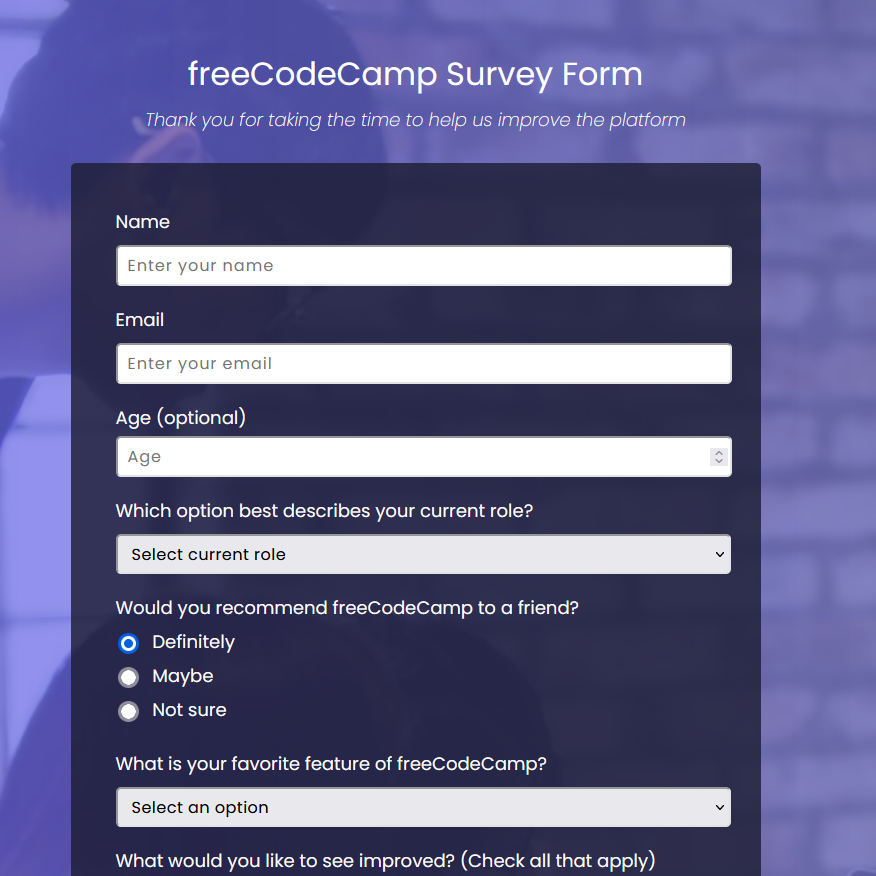 freeCodeCamp Survey Form
Thank you for taking the time to help us improve the platform
Name
Enter your name
Email
Enter your email
Age (optional)
Age
Which option best describes your current role?
Select current role
Would you recommend freeCodeCamp to a friend?
Definitely
Maybe
Not sure
What is your favorite feature of freeCodeCamp?
Select an option
What would you like to see improved? (Check all that apply)